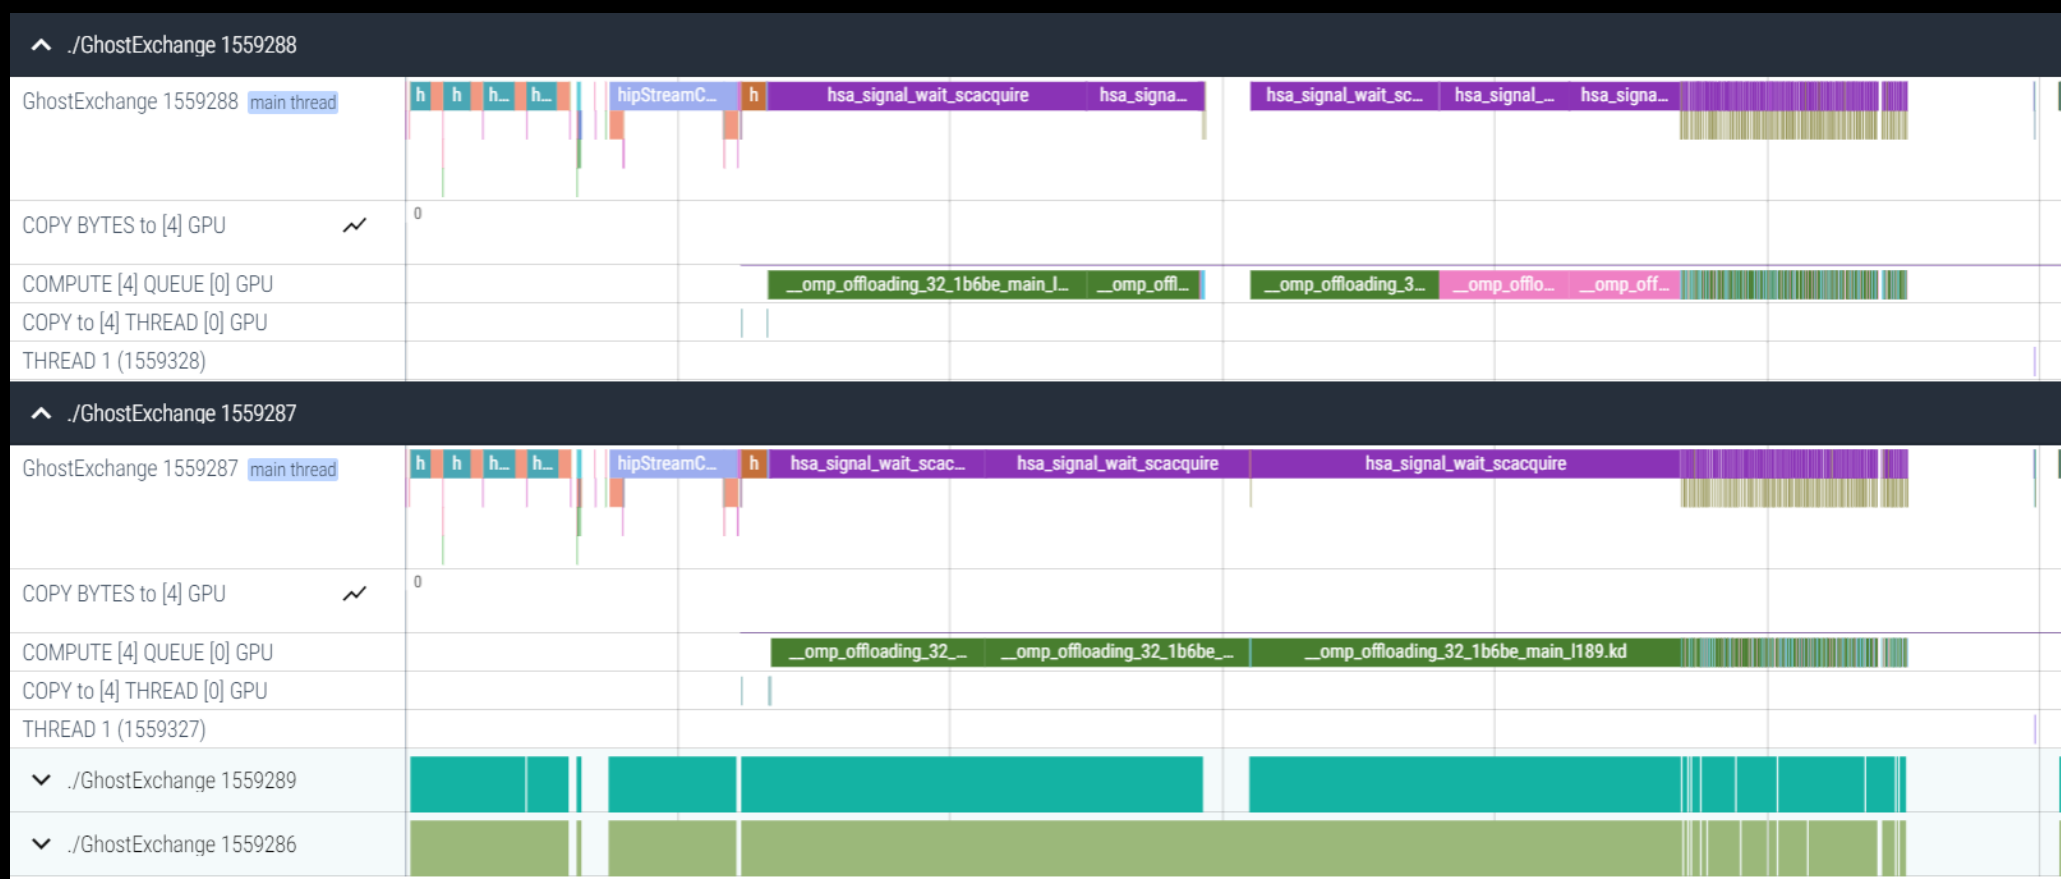 ./GhostExchange 1559288
GhostExchange 1559288 main thread
h h h... h... hipStreamC... h hsa_signal_wait_scacquire hsa_signa... hsa_signal_wait_sc... hsa_signal_... hsa_signa...
COPY BYTES to [4] GPU 0
COMPUTE [4] QUEUE [0] GPU __omp_offloading_32_1b6be_main_l... __omp_offl... __omp_offloading_3... __omp_offlo... __omp_off...
COPY to [4] THREAD [0] GPU
THREAD 1 (1559328)
./GhostExchange 1559287
GhostExchange 1559287 main thread
h h h... h... hipStreamC... h hsa_signal_wait_scac... hsa_signal_wait_scacquire hsa_signal_wait_scacquire
COPY BYTES to [4] GPU 0
COMPUTE [4] QUEUE [0] GPU __omp_offloading_32_... __omp_offloading_32_1b6be_... __omp_offloading_32_1b6be_main_l189.kd
COPY to [4] THREAD [0] GPU
THREAD 1 (1559327)
./GhostExchange 1559289
./GhostExchange 1559286